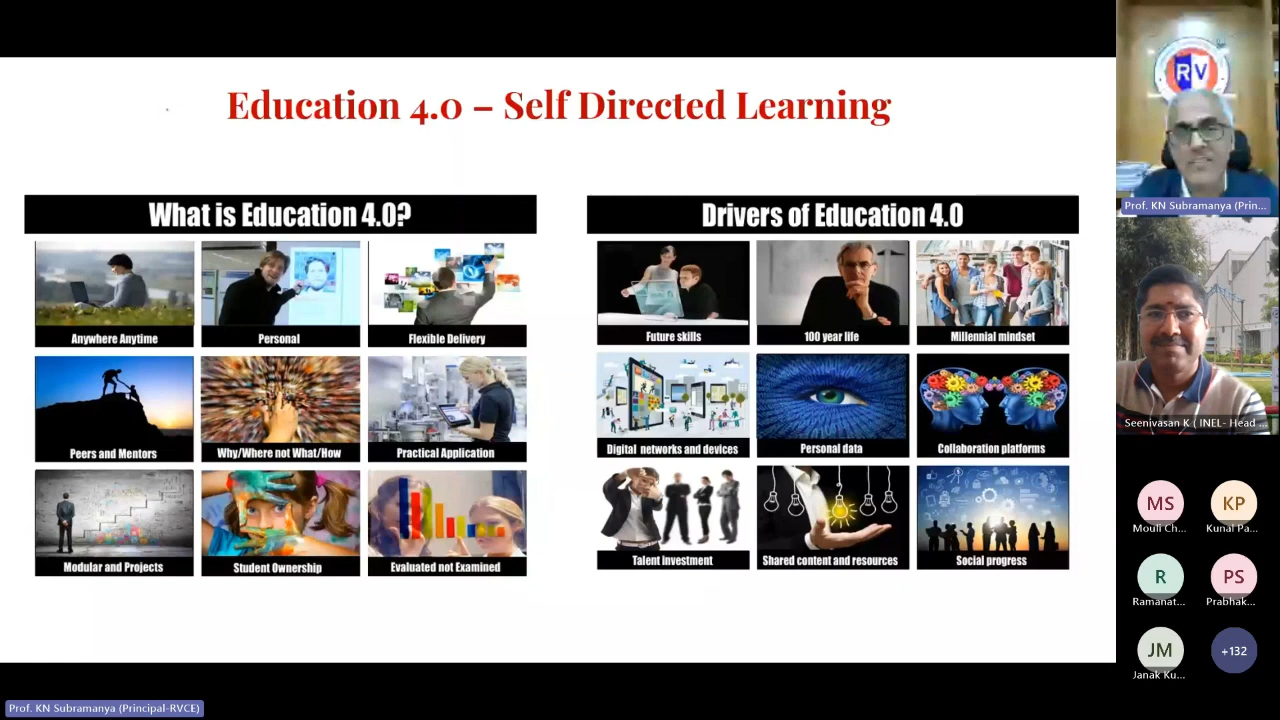 Education 4.0 – Self Directed Learning
What is Education 4.0?
Anywhere Anytime
Personal
Flexible Delivery
Peers and Mentors
Why/Where not What/How
Practical Application
Modular and Projects
Student Ownership
Evaluated not Examined
Drivers of Education 4.0
Future skills
100 year life
Millennial mindset
Digital networks and devices
Personal data
Collaboration platforms
Talent investment
Shared content and resources
Social progress
RV
Prof. KN Subramanya (Prin...
Seenivasan K ( INEL- Head ...
MS
Mouli Ch...
KP
Kunal Pa...
R
Ramanat...
PS
Prabhak...
JM
Janak Ku...
+132
Prof. KN Subramanya (Principal-RVCE)